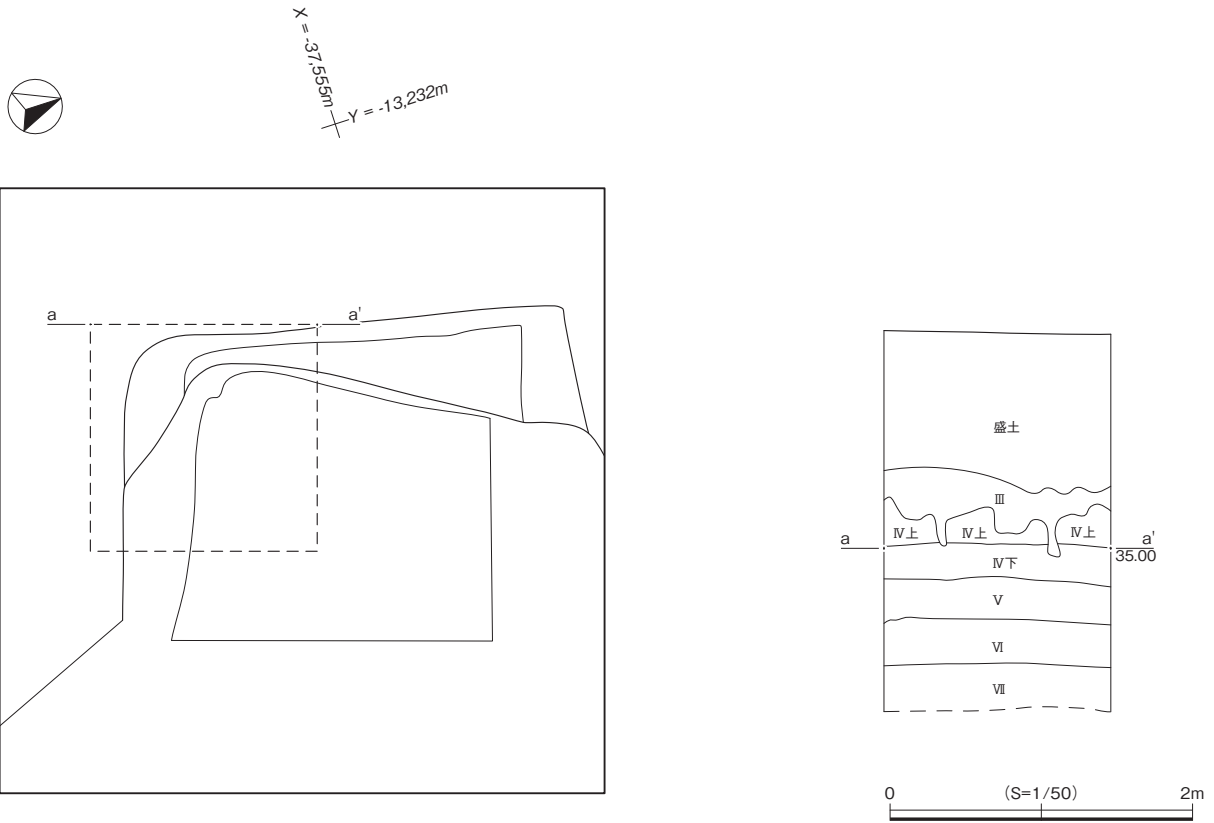 X = -37,555m
Y = -13,232m
a a'
盛土
Ⅲ
Ⅳ上 Ⅳ上 Ⅳ上
a a'
35.00
Ⅳ下
Ⅴ
Ⅵ
Ⅶ
0 (S=1/50) 2m